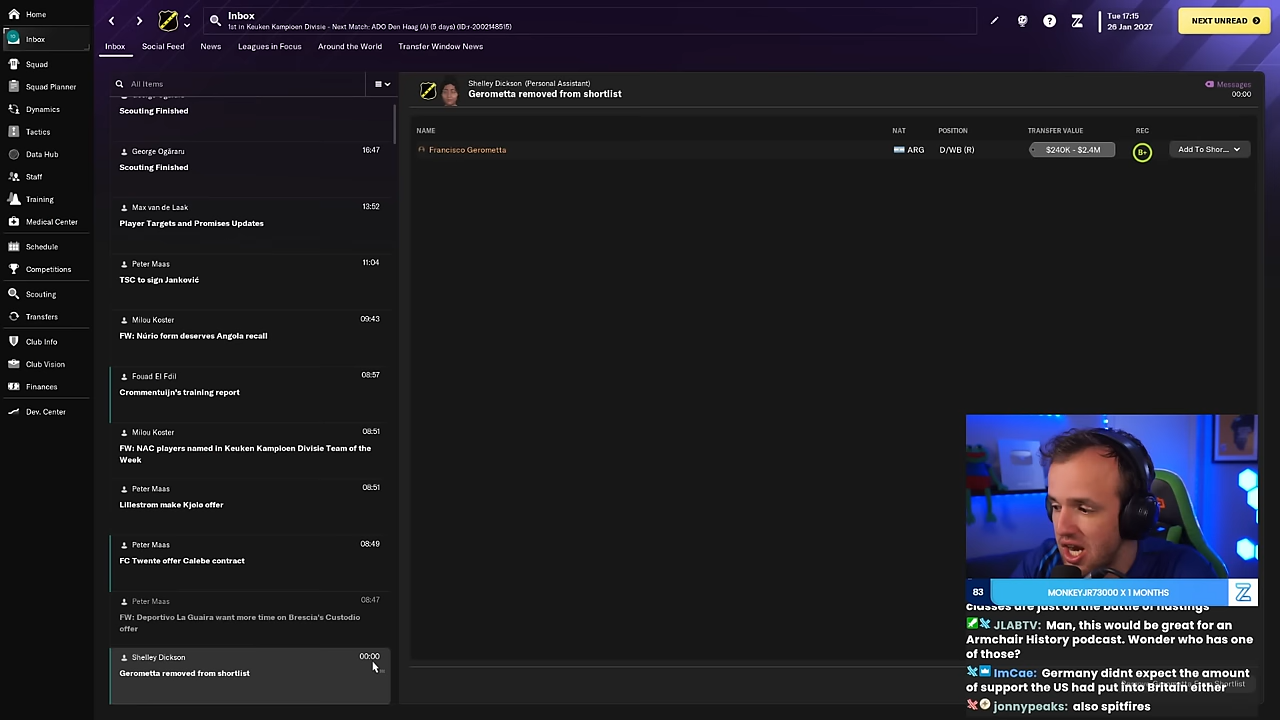 Home
Inbox
Squad
Squad Planner
Dynamics
Tactics
Data Hub
Staff
Training
Medical Center
Schedule
Competitions
Scouting
Transfers
Club Info
Club Vision
Finances
Dev. Center
Inbox
1st in Keuken Kampioen Divisie - Next Match: ADO Den Haag (A) (5 days) (ID:r-2002148515)
Tue 17:15
26 Jan 2027
NEXT UNREAD
Inbox
Social Feed
News
Leagues in Focus
Around the World
Transfer Window News
All Items
Scouting Finished
George Ogăraru
16:47
Scouting Finished
Max van de Laak
13:52
Player Targets and Promises Updates
Peter Maas
11:04
TSC to sign Janković
Milou Koster
09:43
FW: Núrio form deserves Angola recall
Fouad El Fdil
08:57
Crommentuijn's training report
Milou Koster
08:51
FW: NAC players named in Keuken Kampioen Divisie Team of the
Week
Peter Maas
08:51
Lillestrøm make Kjølo offer
Peter Maas
08:49
FC Twente offer Calebe contract
Peter Maas
08:47
FW: Deportivo La Guaira want more time on Brescia's Custodio
offer
Shelley Dickson
00:00
Gerometta removed from shortlist
Shelley Dickson (Personal Assistant)
Gerometta removed from shortlist
Messages
00:00
NAME
NAT
POSITION
TRANSFER VALUE
REC
Francisco Gerometta
ARG
D/WB (R)
$240K - $2.4M
B+
Add To Shor...
83
MONKEYJR73000 X 1 MONTHS
classes are just on the battle of hastings
JLABTV: Man, this would be great for an
Armchair History podcast. Wonder who has one
of those?
ImCae: Germany didnt expect the amount
of support the US had put into Britain either
jonnypeaks: also spitfires